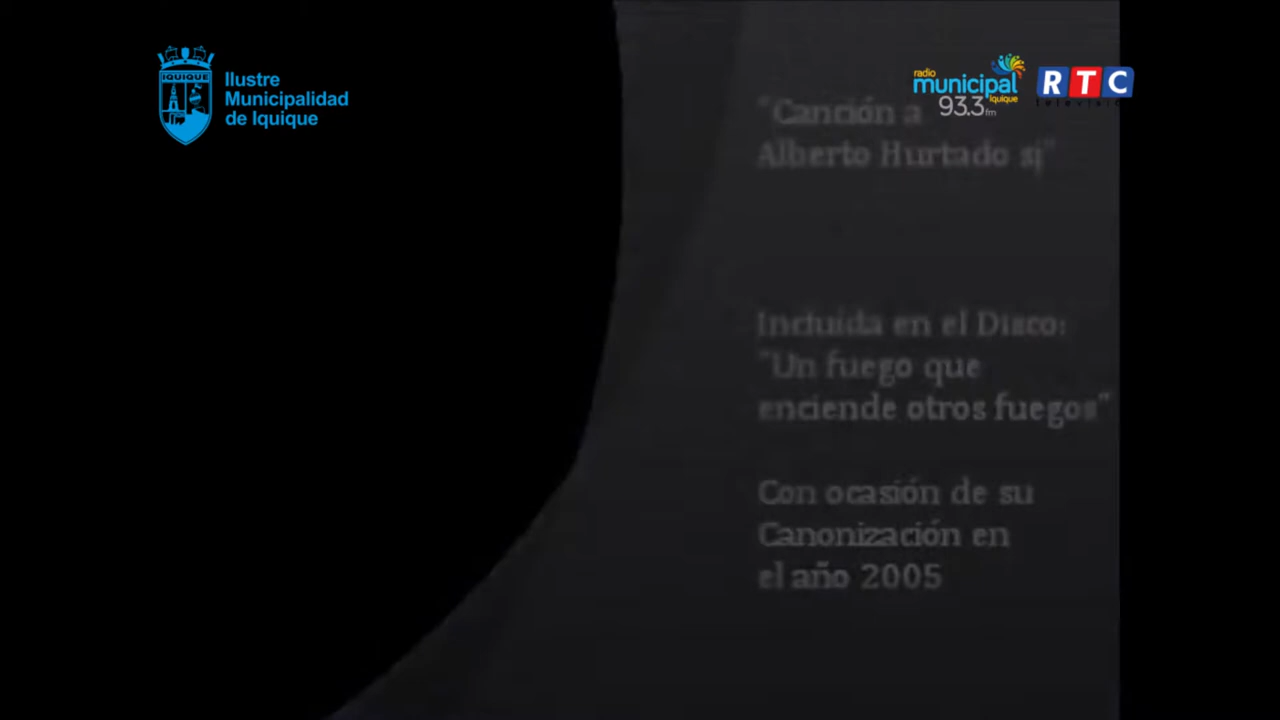 IQUIQUE
Ilustre
Municipalidad
de Iquique
radio
municipal
iquique
93.3 fm
RTC
televisión
"Canción a
Alberto Hurtado sj"
Incluida en el Disco:
"Un fuego que
enciende otros fuegos"
Con ocasión de su
Canonización en
el año 2005